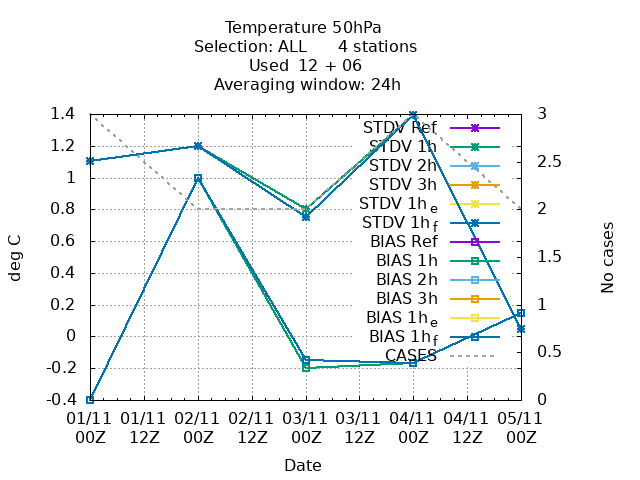 Temperature 50hPa
Selection: ALL 4 stations
Used 12 + 06
Averaging window: 24h
1.4
1.2
1
0.8
0.6
0.4
0.2
0
-0.2
-0.4
deg C
3
2.5
2
1.5
1
0.5
0
No cases
STDV Ref
STDV 1h
STDV 2h
STDV 3h
STDV 1he
STDV 1hf
BIAS Ref
BIAS 1h
BIAS 2h
BIAS 3h
BIAS 1he
BIAS 1hf
CASES
01/11 01/11 02/11 02/11 03/11 03/11 04/11 04/11 05/11
00Z 12Z 00Z 12Z 00Z 12Z 00Z 12Z 00Z
Date